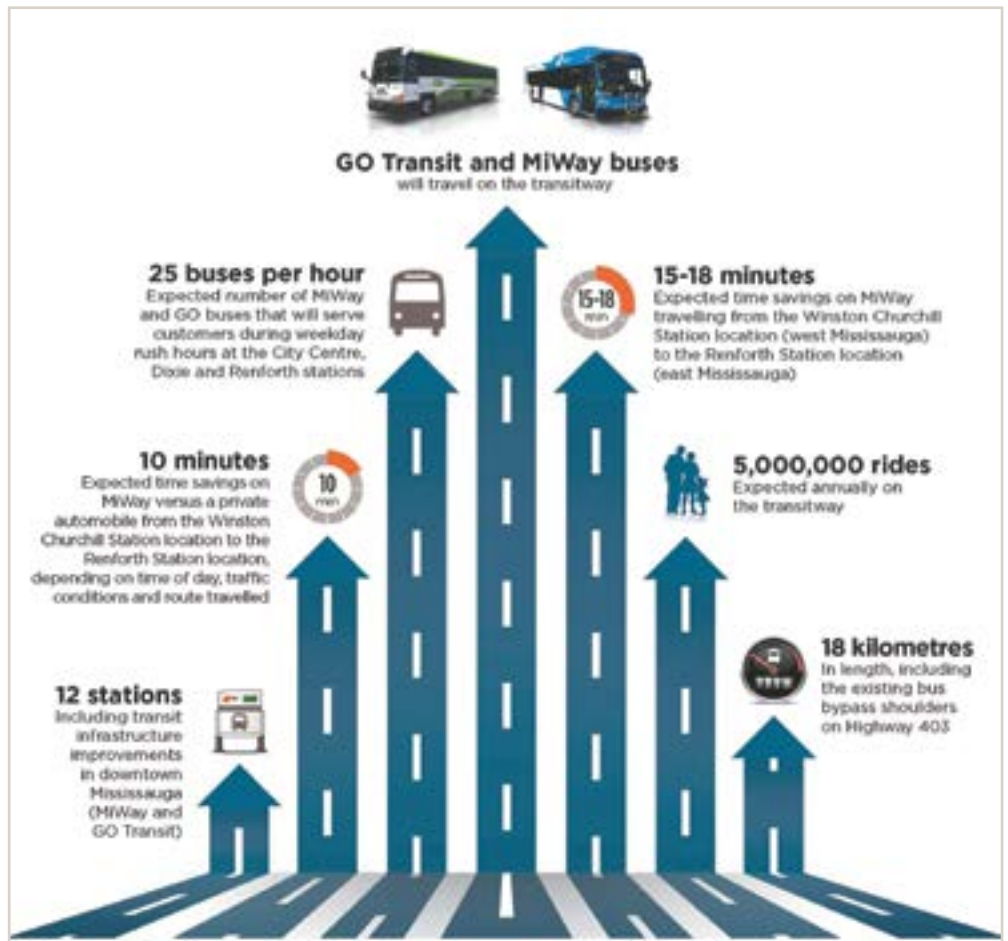 GO Transit and MiWay buses
will travel on the transitway
25 buses per hour
Expected number of MiWay
and GO buses that will serve
customers during weekday
rush hours at the City Centre,
Dixie and Renforth stations
15-18
min
15-18 minutes
Expected time savings on MiWay
travelling from the Winston Churchill
Station location (west Mississauga)
to the Renforth Station location
(east Mississauga)
10 minutes
Expected time savings on
MiWay versus a private
automobile from the Winston
Churchill Station location to the
Renforth Station location,
depending on time of day, traffic
conditions and route travelled
10
min
5,000,000 rides
Expected annually on
the transitway
12 stations
Including transit
infrastructure
improvements
in downtown
Mississauga
(MiWay and
GO Transit)
18 kilometres
In length, including
the existing bus
bypass shoulders
on Highway 403